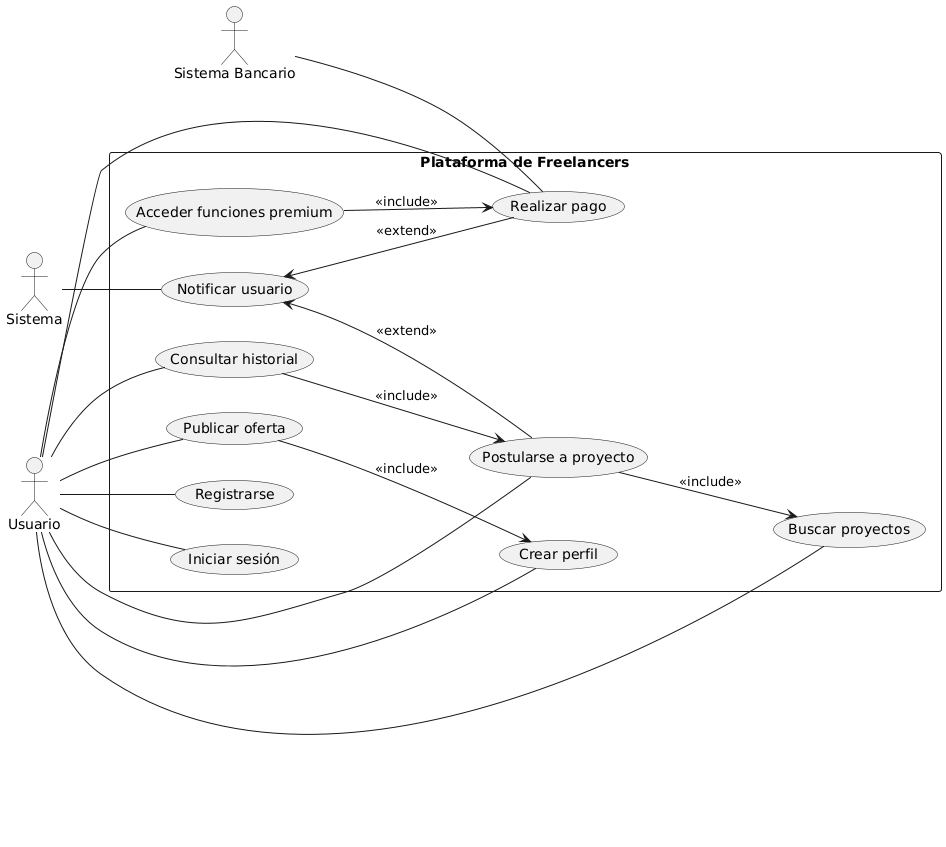 Sistema Bancario
Plataforma de Freelancers
Acceder funciones premium
«include»
Realizar pago
«extend»
Notificar usuario
Sistema
«extend»
Consultar historial
«include»
Publicar oferta
Postularse a proyecto
«include»
«include»
Registrarse
Usuario
Buscar proyectos
Iniciar sesión
Crear perfil